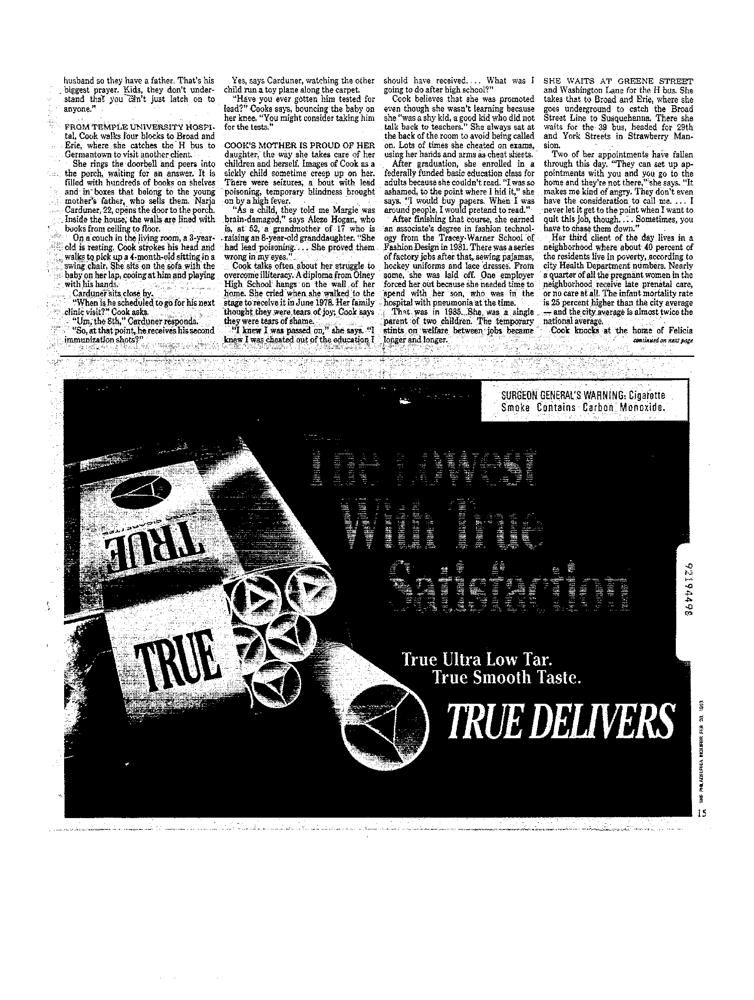 husband so they have a father. That's his
biggest prayer. Kids, they don't under-
stand that you can't just latch on to
anyone."
FROM TEMPLE UNIVERSITY HOSPI-
tal, Cook walks four blocks to Broad and
Erie, where she catches the H bus to
Germantown to visit another client.
She rings the doorbell and peers into
the porch, waiting for an answer. It is
filled with hundreds of books on shelves
and in boxes that belong to the young
mother's father, who sells them. Narja
Carduner, 22, opens the door to the porch.
Inside the house, the walls are lined with
books from ceiling to floor.
On a couch in the living room, a 3-year-
old is resting. Cook strokes his head and
walks to pick up a 4-month-old sitting in a
swing chair. She sits on the sofa with the
baby on her lap, cooing at him and playing
with his hands.
Carduner sits close by.
"When is he scheduled to go for his next
clinic visit?" Cook asks.
"Um, the 8th," Carduner responds.
"So, at that point, he receives his second
immunization shots?"
Yes, says Carduner, watching the other
child run a toy plane along the carpet.
"Have you ever gotten him tested for
lead?" Cooke says, bouncing the baby on
her knee. "You might consider taking him
for the tests."
COOK'S MOTHER IS PROUD OF HER
daughter, the way she takes care of her
children and herself. Images of Cook as a
sickly child sometime creep up on her.
There were seizures, a bout with lead
poisoning, temporary blindness brought
on by a high fever.
"As a child, they told me Margie was
brain-damaged," says Aleze Hogan, who
is, at 52, a grandmother of 17 who is
raising an 8-year-old granddaughter. "She
had lead poisoning.... She proved them
wrong in my eyes."
Cook talks often about her struggle to
overcome illiteracy. A diploma from Olney
High School hangs on the wall of her
home. She cried when she walked to the
stage to receive it in June 1978. Her family
thought they were tears of joy; Cook says
they were tears of shame.
"I knew I was passed on," she says. "I
knew I was cheated out of the education I
should have received.... What was I
going to do after high school?"
Cook believes that she was promoted
even though she wasn't learning because
she "was a shy kid, a good kid who did not
talk back to teachers." She always sat at
the back of the room to avoid being called
on. Lots of times she cheated on exams,
using her hands and arms as cheat sheets.
After graduation, she enrolled in a
federally funded basic education class for
adults because she couldn't read. "I was so
ashamed, to the point where I hid it," she
says. "I would buy papers. When I was
around people, I would pretend to read."
After finishing that course, she earned
an associate's degree in fashion technol-
ogy from the Tracey-Warner School of
Fashion Design in 1981. There was a series
of factory jobs after that, sewing pajamas,
hockey uniforms and lace dresses. From
some, she was laid off. One employer
forced her out because she needed time to
spend with her son, who was in the
hospital with pneumonia at the time.
That was in 1985. She was a single
parent of two children. The temporary
stints on welfare between jobs became
longer and longer.
SHE WAITS AT GREENE STREET
and Washington Lane for the H bus. She
takes that to Broad and Erie, where she
goes underground to catch the Broad
Street Line to Susquehanna. There she
waits for the 39 bus, headed for 29th
and York Streets in Strawberry Man-
sion.
Two of her appointments have fallen
through this day. "They can set up ap-
pointments with you and you go to the
home and they're not there," she says. "It
makes me kind of angry. They don't even
have the consideration to call me. ... I
never let it get to the point when I want to
quit this job, though.... Sometimes, you
have to chase them down."
Her third client of the day lives in a
neighborhood where about 40 percent of
the residents live in poverty, according to
city Health Department numbers. Nearly
a quarter of all the pregnant women in the
neighborhood receive late prenatal care,
or no care at all. The infant mortality rate
is 25 percent higher than the city average
— and the city average is almost twice the
national average.
Cook knocks at the home of Felicia
continued on next page
SURGEON GENERAL'S WARNING: Cigarette
Smoke Contains Carbon Monoxide.
The Lowest
With True
Satisfaction
TRUE
TRUE
True Ultra Low Tar.
True Smooth Taste.
TRUE DELIVERS
92194498
PHILADELPHIA INQUIRER
15